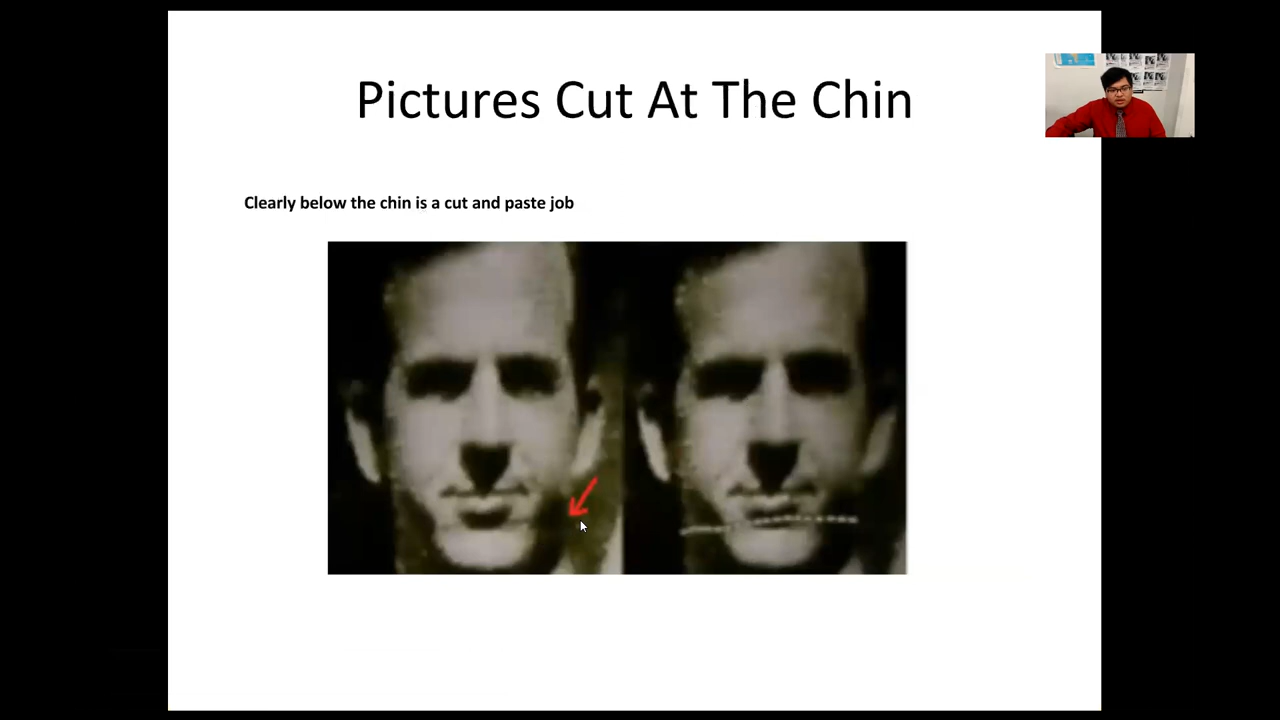 Pictures Cut At The Chin
Clearly below the chin is a cut and paste job